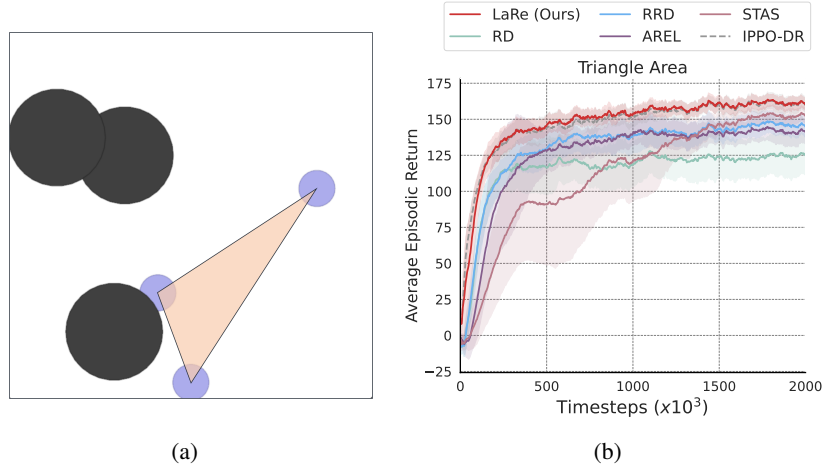 LaRe (Ours) RRD STAS
RD AREL IPPO-DR
Triangle Area
175
150
125
100
75
50
25
0
−25
Average Episodic Return
0 500 1000 1500 2000
Timesteps (x10³)
(a) (b)